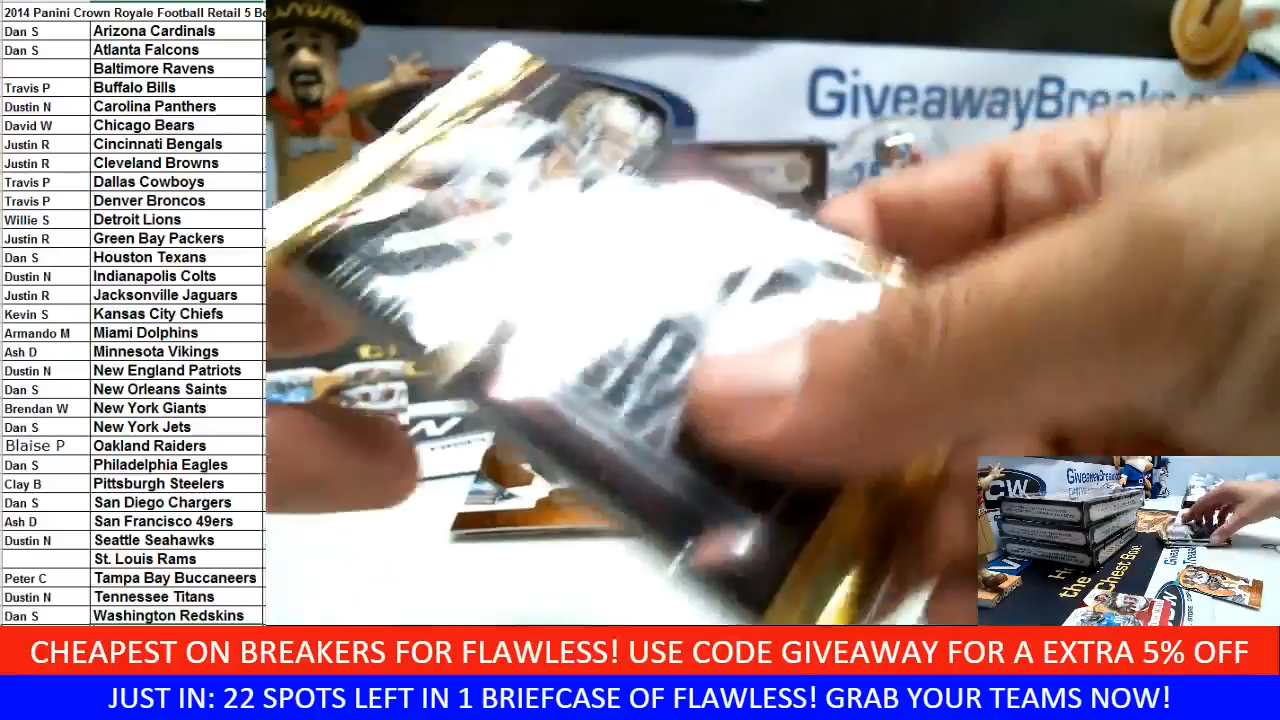 2014 Panini Crown Royale Football Retail 5 Bo
Dan S Arizona Cardinals
Dan S Atlanta Falcons
Baltimore Ravens
Travis P Buffalo Bills
Dustin N Carolina Panthers
David W Chicago Bears
Justin R Cincinnati Bengals
Justin R Cleveland Browns
Travis P Dallas Cowboys
Travis P Denver Broncos
Willie S Detroit Lions
Justin R Green Bay Packers
Dan S Houston Texans
Dustin N Indianapolis Colts
Justin R Jacksonville Jaguars
Kevin S Kansas City Chiefs
Armando M Miami Dolphins
Ash D Minnesota Vikings
Dustin N New England Patriots
Dan S New Orleans Saints
Brendan W New York Giants
Dan S New York Jets
Blaise P Oakland Raiders
Dan S Philadelphia Eagles
Clay B Pittsburgh Steelers
Dan S San Diego Chargers
Ash D San Francisco 49ers
Dustin N Seattle Seahawks
St. Louis Rams
Peter C Tampa Bay Buccaneers
Dustin N Tennessee Titans
Dan S Washington Redskins
GiveawayBreaks.
GiveawayBreaks
CW
the
Chest Box
CHEAPEST ON BREAKERS FOR FLAWLESS! USE CODE GIVEAWAY FOR A EXTRA 5% OFF
JUST IN: 22 SPOTS LEFT IN 1 BRIEFCASE OF FLAWLESS! GRAB YOUR TEAMS NOW!